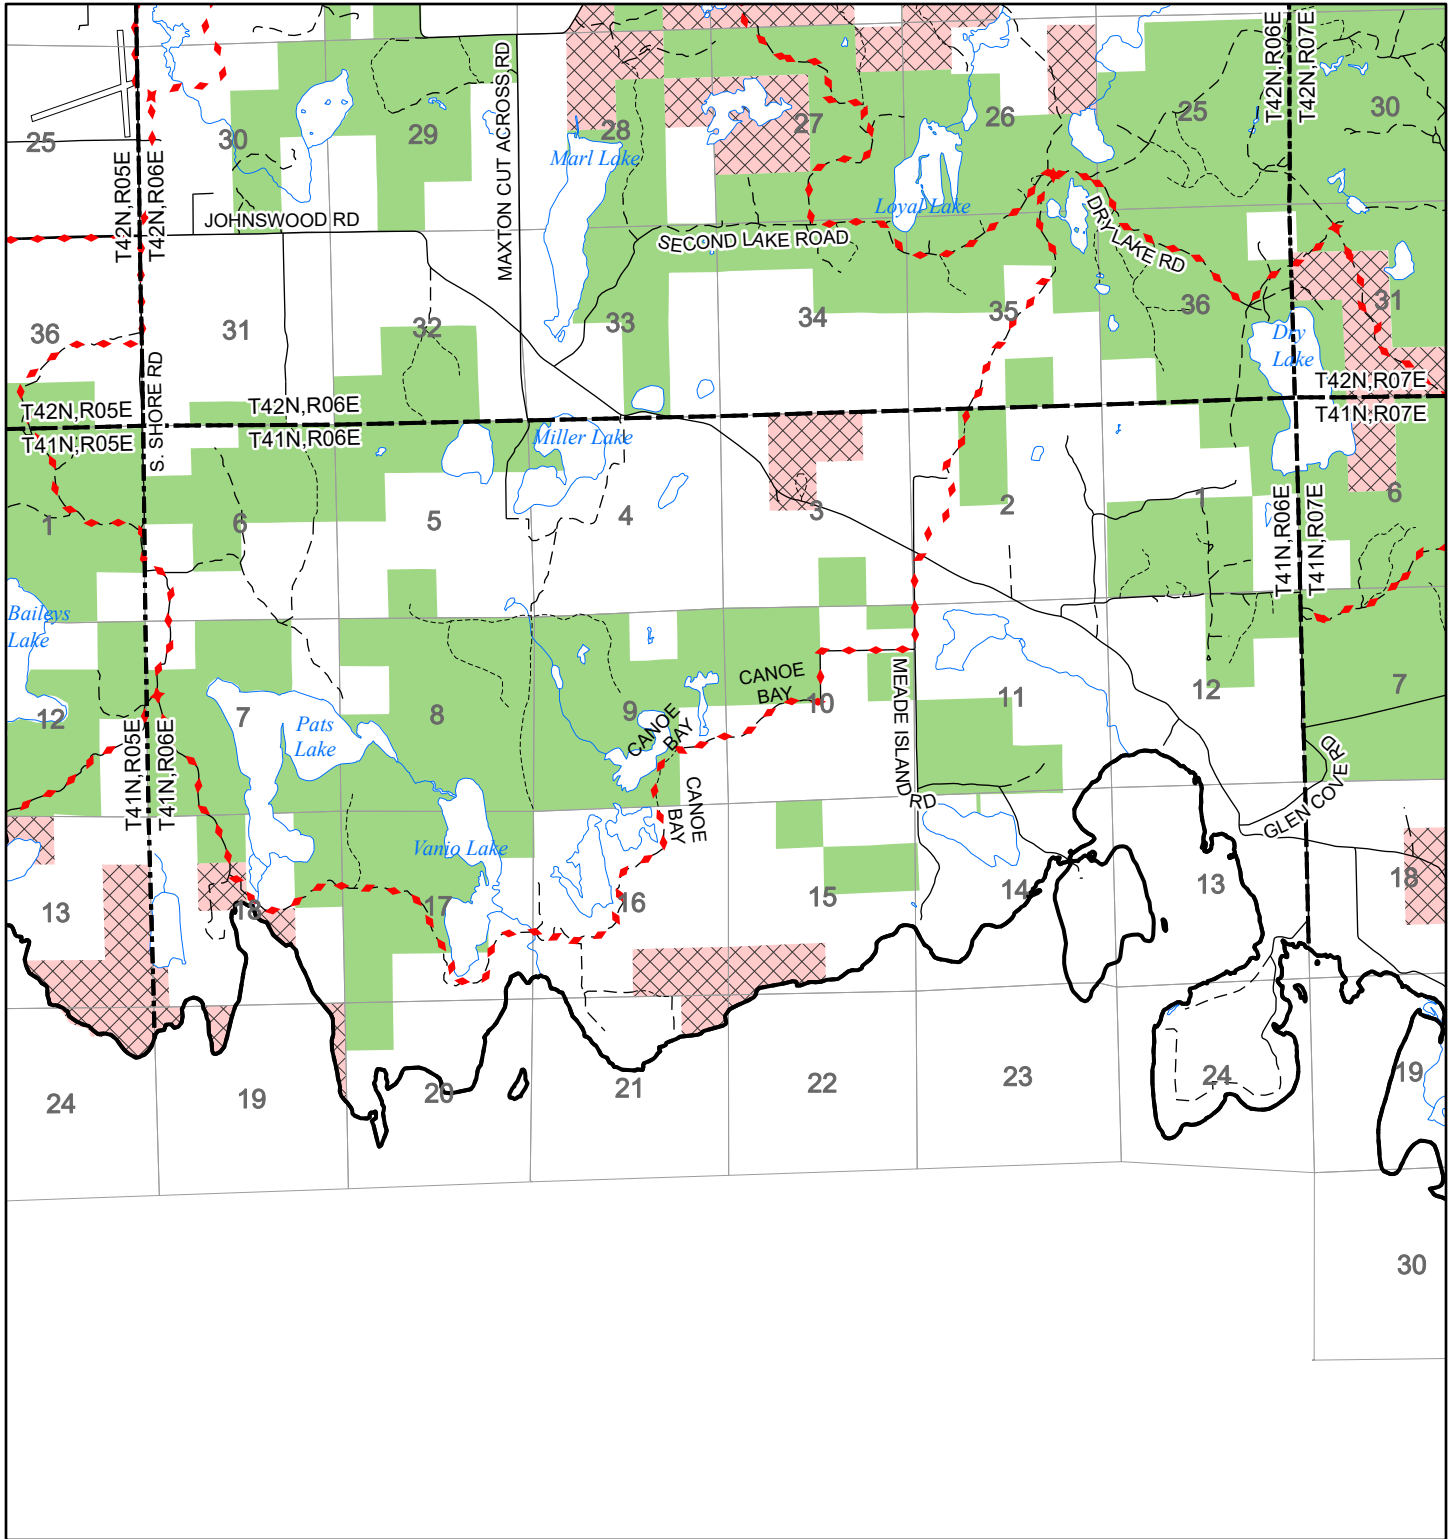 T42N,R06E
T42N,R07E
25
30
29
MAXTON CUT ACROSS RD
28
27
26
25
30
Marl Lake
T42N,R05E
T42N,R06E
JOHNSWOOD RD
Loyal Lake
SECOND LAKE ROAD
DRY LAKE RD
36
31
32
33
34
35
36
31
Dry
Lake
S. SHORE RD
T42N,R05E
T41N,R05E
T42N,R06E
T41N,R06E
T42N,R07E
T41N,R07E
Miller Lake
1
6
5
4
3
2
1
6
T41N,R06E
T41N,R07E
Baileys
Lake
12
7
8
9
10
11
12
7
Pats
Lake
CANOE
BAY
CANOE
BAY
CANOE
BAY
MEADE ISLAND
RD
T41N,R05E
T41N,R06E
GLEN COVE
RD
Vanio Lake
13
18
17
16
15
14
13
18
24
19
20
21
22
23
24
19
30